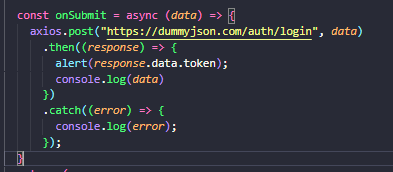 const onSubmit = async (data) => {
  axios.post("https://dummyjson.com/auth/login", data)
    .then((response) => {
      alert(response.data.token);
      console.log(data)
    })
    .catch((error) => {
      console.log(error);
    });
}